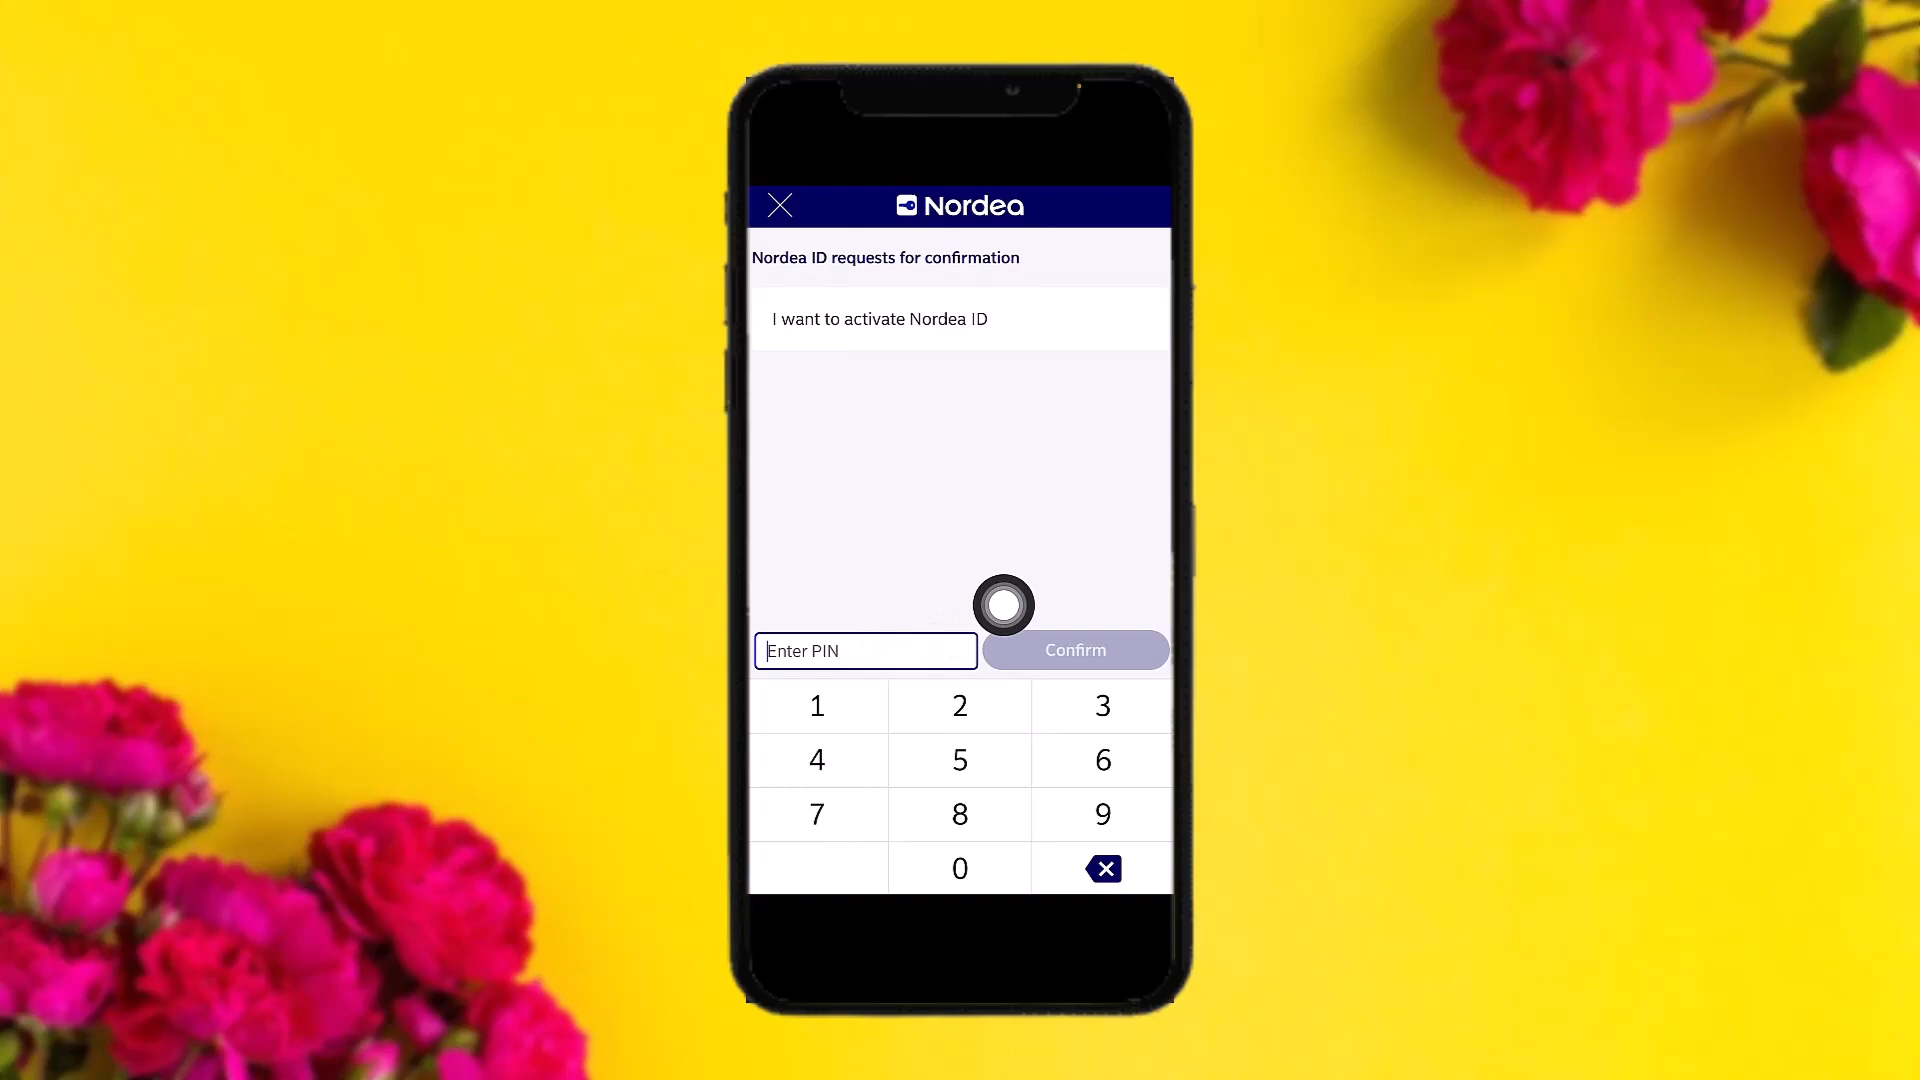 Nordea
Nordea ID requests for confirmation
I want to activate Nordea ID
Enter PIN
Confirm
1 2 3
4 5 6
7 8 9
0